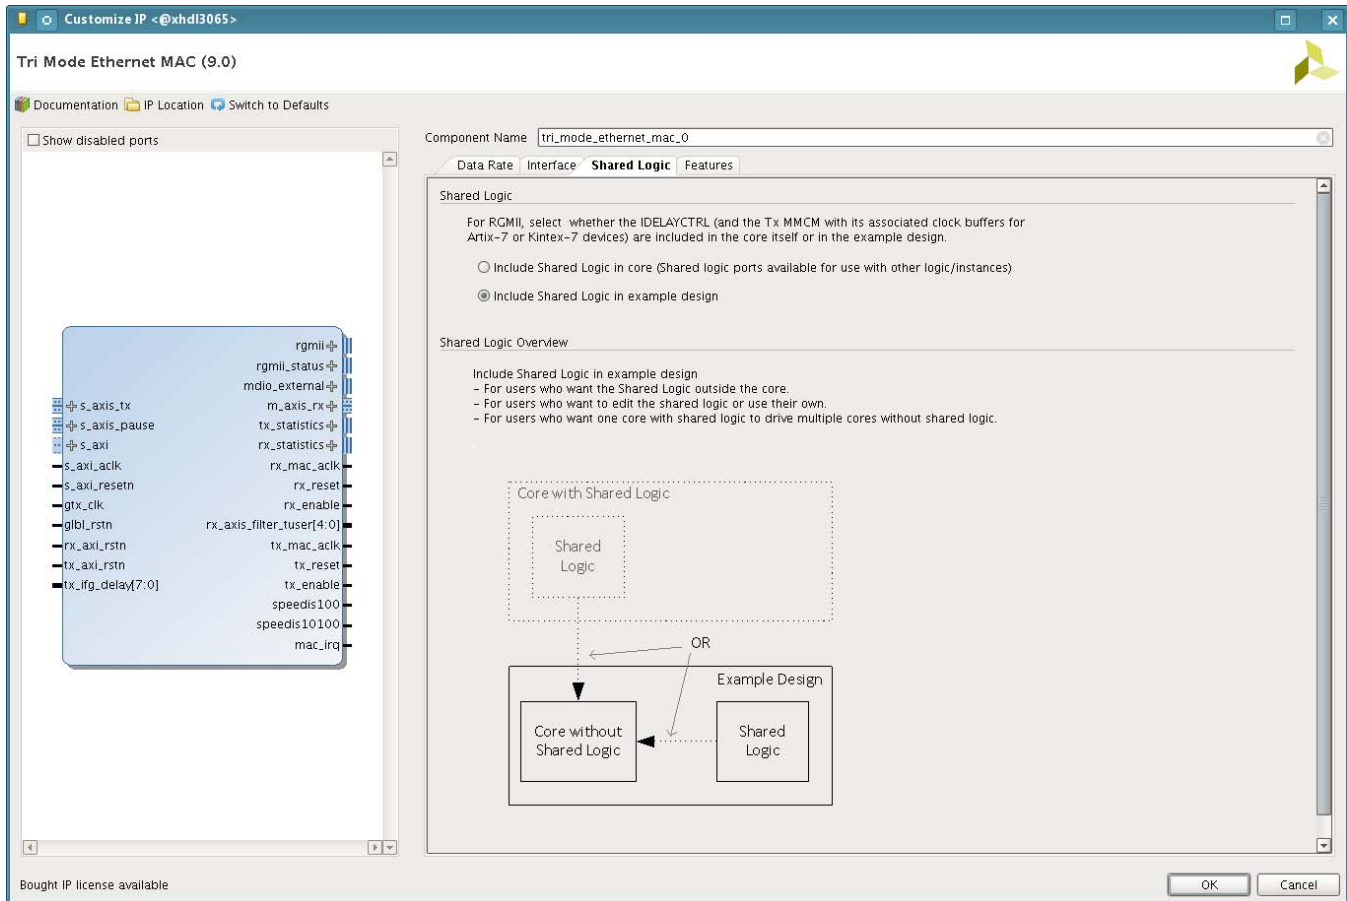 Customize IP <@xhdl3065>
Tri Mode Ethernet MAC (9.0)
Documentation IP Location Switch to Defaults
Show disabled ports
Component Name tri_mode_ethernet_mac_0
Data Rate Interface Shared Logic Features
Shared Logic
For RGMII, select whether the IDELAYCTRL (and the Tx MMCM with its associated clock buffers for
Artix-7 or Kintex-7 devices) are included in the core itself or in the example design.
Include Shared Logic in core (Shared logic ports available for use with other logic/instances)
Include Shared Logic in example design
Shared Logic Overview
Include Shared Logic in example design
- For users who want the Shared Logic outside the core.
- For users who want to edit the shared logic or use their own.
- For users who want one core with shared logic to drive multiple cores without shared logic.
rgmii
rgmii_status
mdio_external
s_axis_tx m_axis_rx
s_axis_pause tx_statistics
s_axi rx_statistics
s_axi_aclk rx_mac_aclk
s_axi_resetn rx_reset
gtx_clk rx_enable
glbl_rstn rx_axis_filter_tuser[4:0]
rx_axi_rstn tx_mac_aclk
tx_axi_rstn tx_reset
tx_ifg_delay[7:0] tx_enable
speedis100
speedis10100
mac_irq
Core with Shared Logic
Shared
Logic
OR
Example Design
Core without
Shared Logic
Shared
Logic
Bought IP license available
OK Cancel